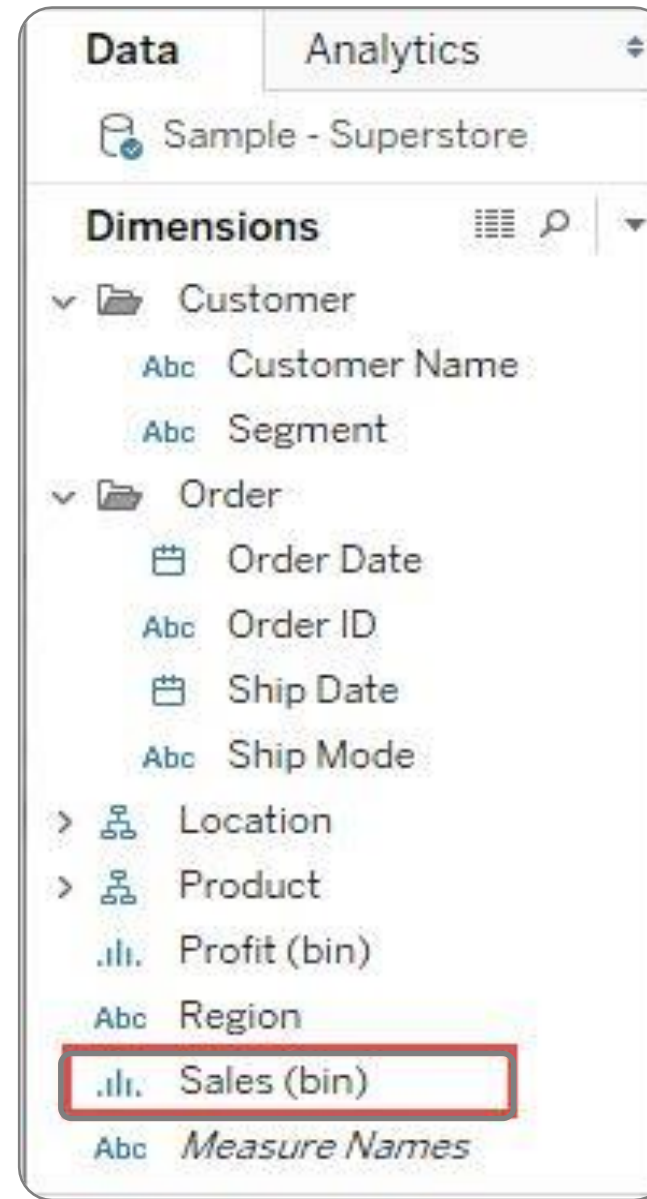 Data Analytics
Sample - Superstore
Dimensions
Customer
Abc Customer Name
Abc Segment
Order
Order Date
Abc Order ID
Ship Date
Abc Ship Mode
Location
Product
Profit (bin)
Abc Region
Sales (bin)
Abc Measure Names